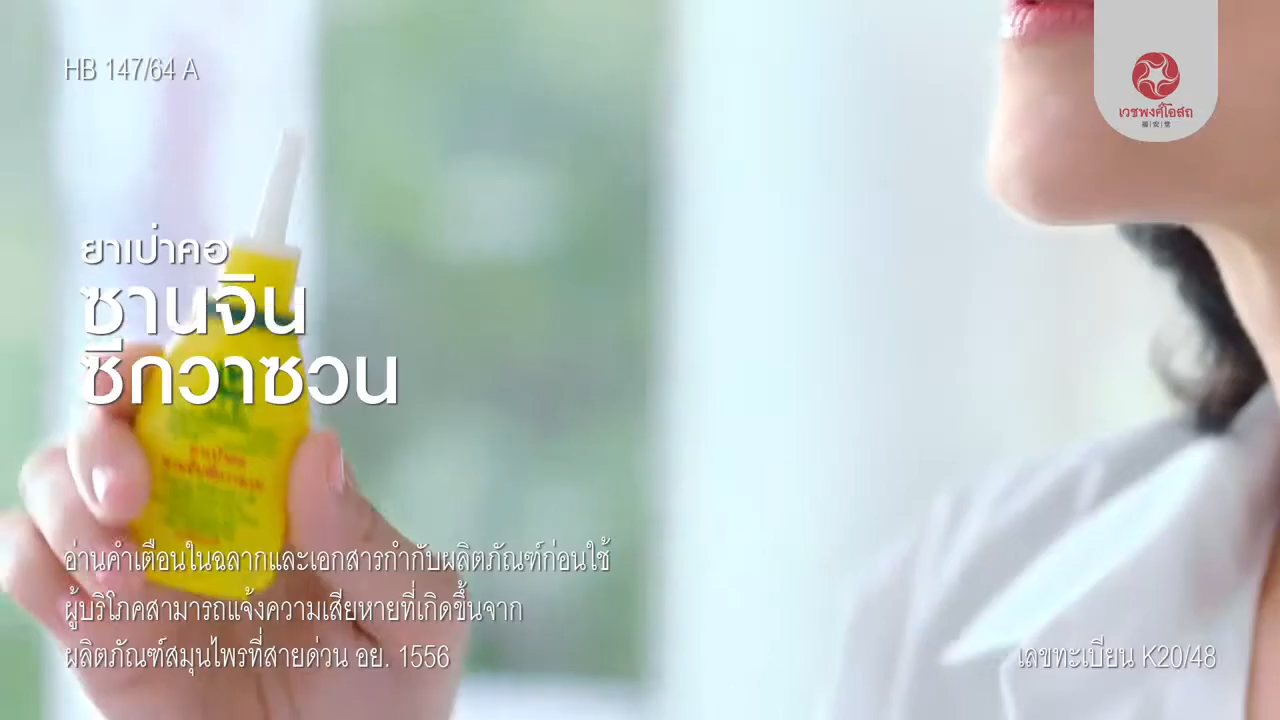 HB 147/64 A
เวชพงศ์โอสถ
ยาเป่าคอ
ซานจิน
ซีกวาซวน
อ่านคำเตือนในฉลากและเอกสารกำกับผลิตภัณฑ์ก่อนใช้
ผู้บริโภคสามารถแจ้งความเสียหายที่เกิดขึ้นจาก
ผลิตภัณฑ์สมุนไพรที่สายด่วน อย. 1556
เลขทะเบียน K20/48